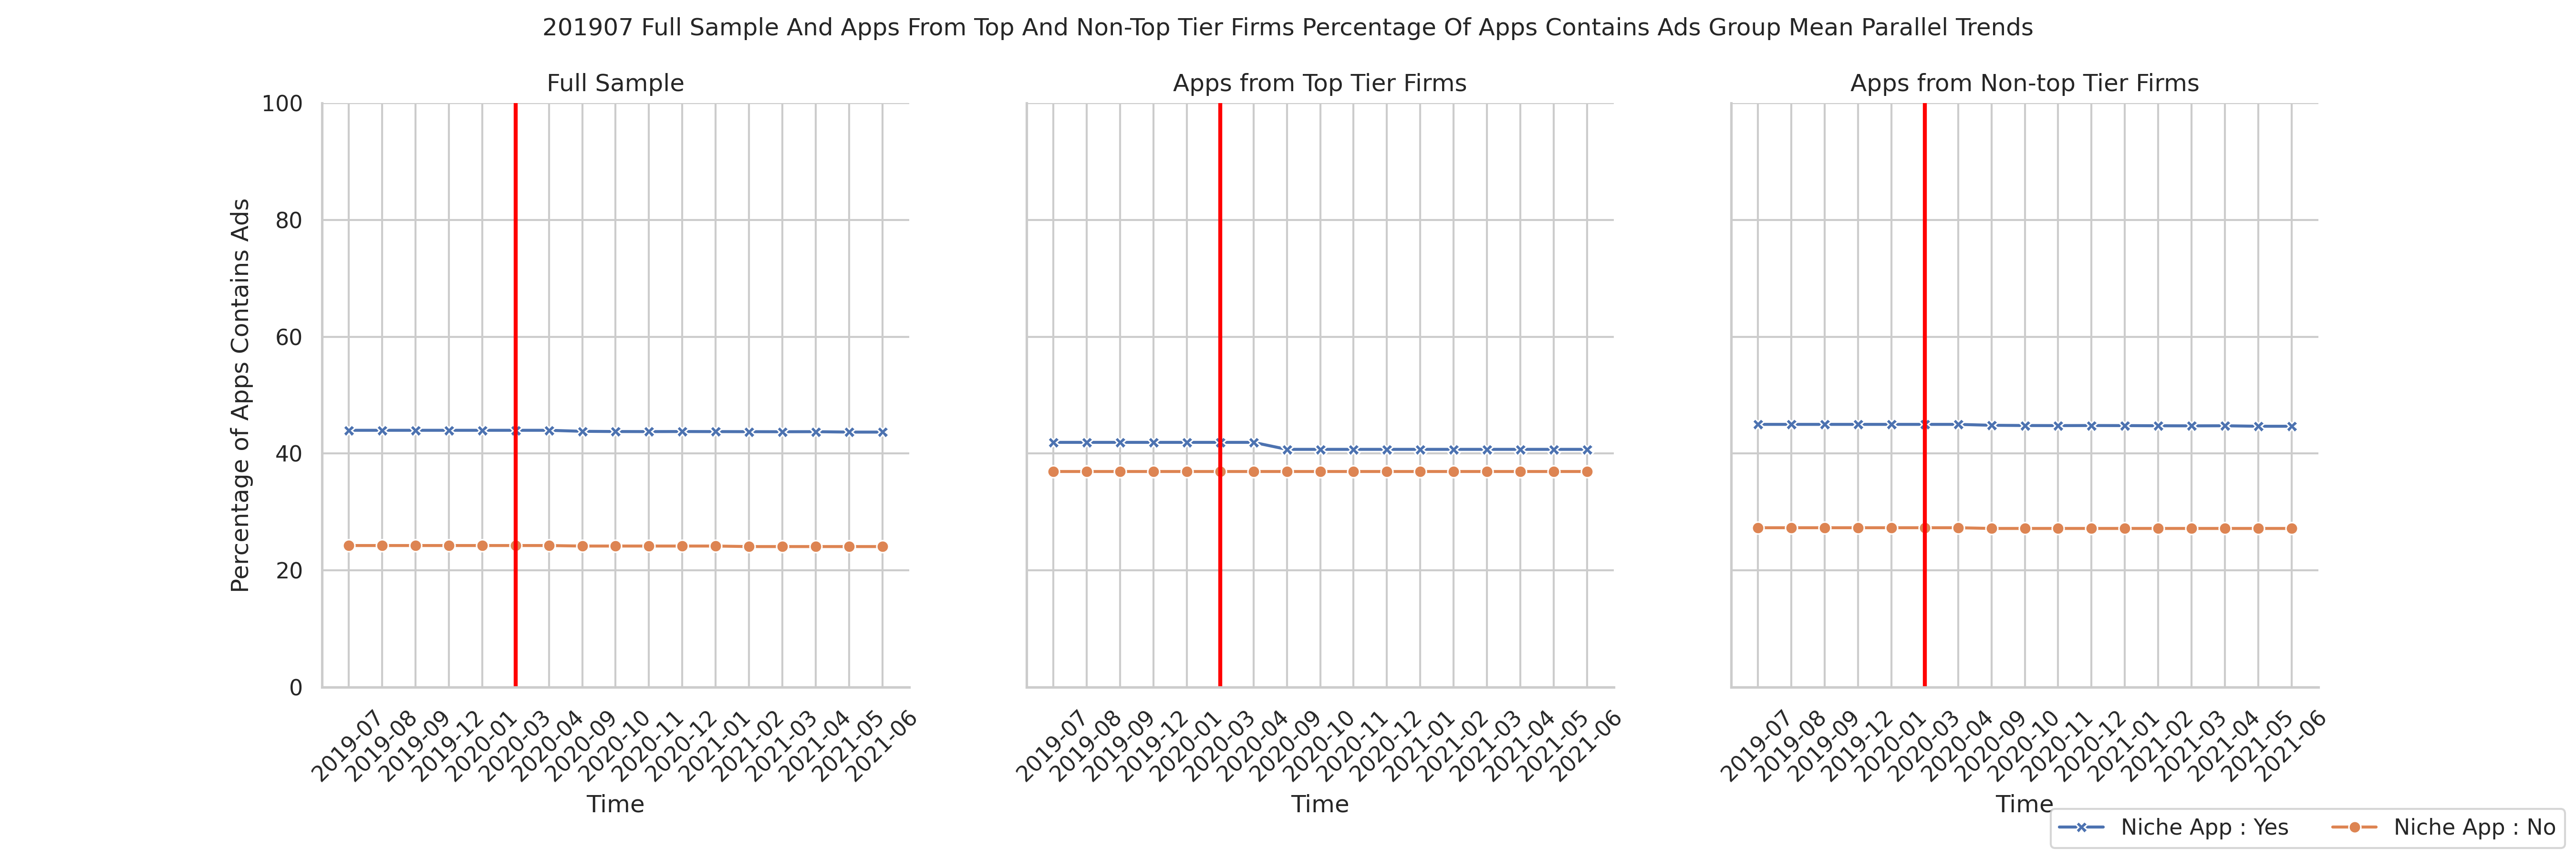 201907 Full Sample And Apps From Top And Non-Top Tier Firms Percentage Of Apps Contains Ads Group Mean Parallel Trends
Full Sample
Apps from Top Tier Firms
Apps from Non-top Tier Firms
Percentage of Apps Contains Ads
100
80
60
40
20
0
2019-07 2019-08 2019-09 2019-12 2020-01 2020-03 2020-04 2020-09 2020-10 2020-11 2020-12 2021-01 2021-02 2021-03 2021-04 2021-05 2021-06
2019-07 2019-08 2019-09 2019-12 2020-01 2020-03 2020-04 2020-09 2020-10 2020-11 2020-12 2021-01 2021-02 2021-03 2021-04 2021-05 2021-06
2019-07 2019-08 2019-09 2019-12 2020-01 2020-03 2020-04 2020-09 2020-10 2020-11 2020-12 2021-01 2021-02 2021-03 2021-04 2021-05 2021-06
Time
Time
Time
Niche App : Yes
Niche App : No